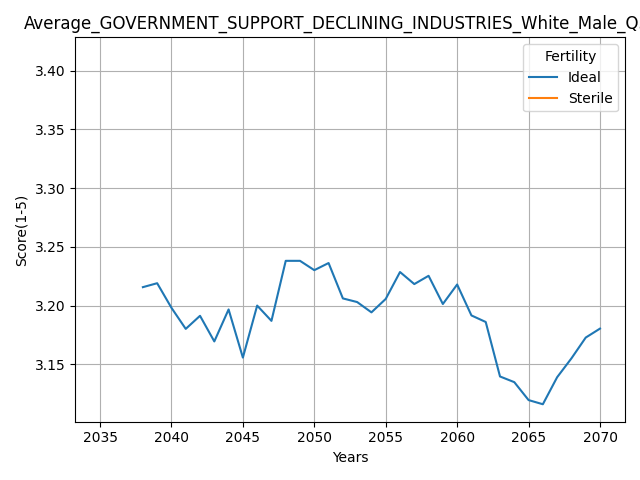 Average_GOVERNMENT_SUPPORT_DECLINING_INDUSTRIES_White_Male_Q
Fertility
Ideal
Sterile
Score(1-5)
3.40
3.35
3.30
3.25
3.20
3.15
2035 2040 2045 2050 2055 2060 2065 2070
Years